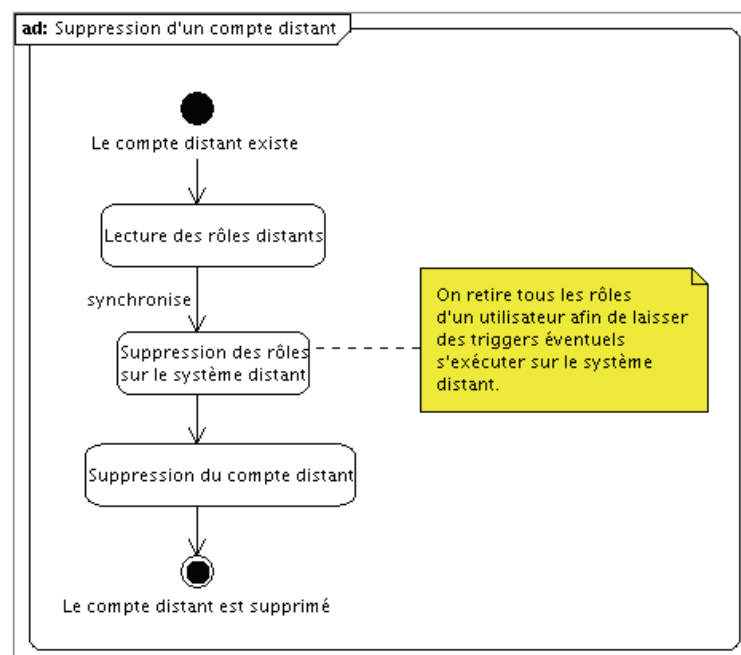 ad: Suppression d'un compte distant
Le compte distant existe
Lecture des rôles distants
synchronise
Suppression des rôles
sur le système distant
On retire tous les rôles
d'un utilisateur afin de laisser
des triggers éventuels
s'exécuter sur le système
distant.
Suppression du compte distant
Le compte distant est supprimé